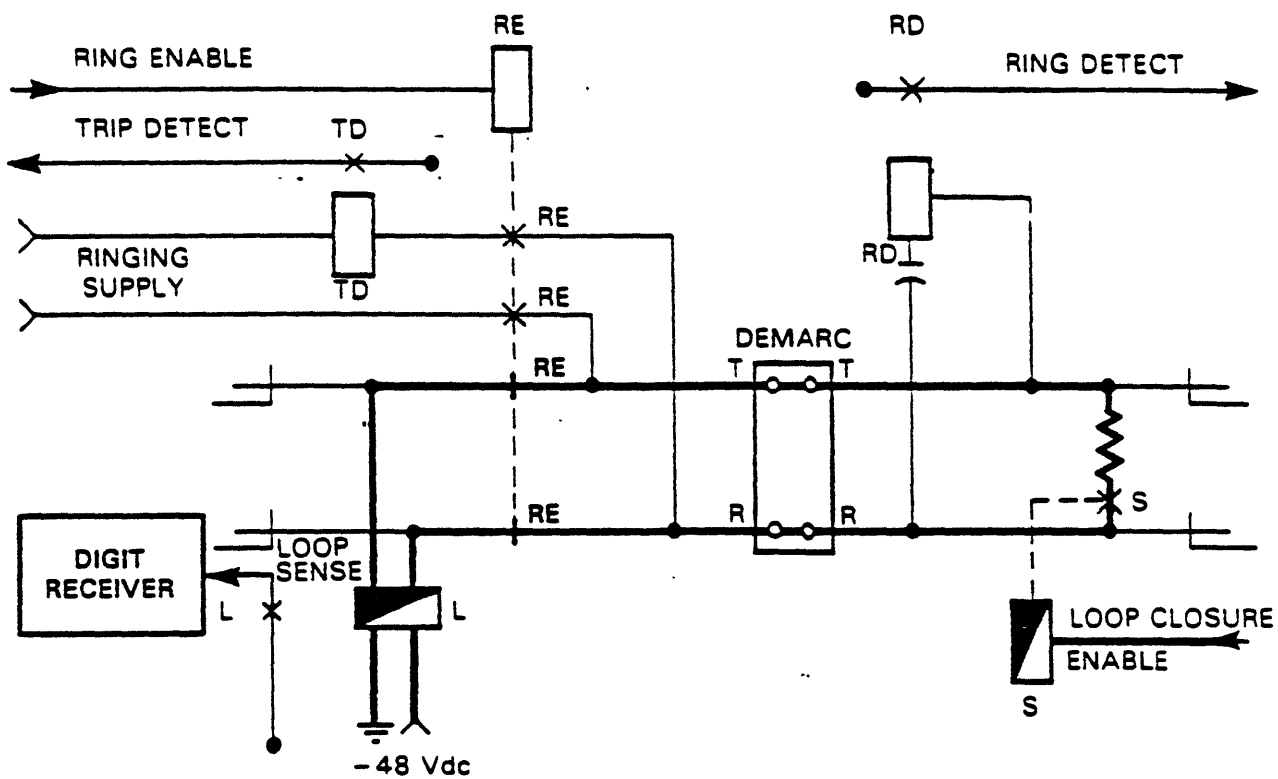 RE
RD
RING ENABLE
RING DETECT
TRIP DETECT
TD
RE
RINGING
SUPPLY
TD
RE
RD
DEMARC
RE
T
T
RE
R
R
S
DIGIT
RECEIVER
LOOP
SENSE
L
L
LOOP CLOSURE
ENABLE
S
-48 Vdc